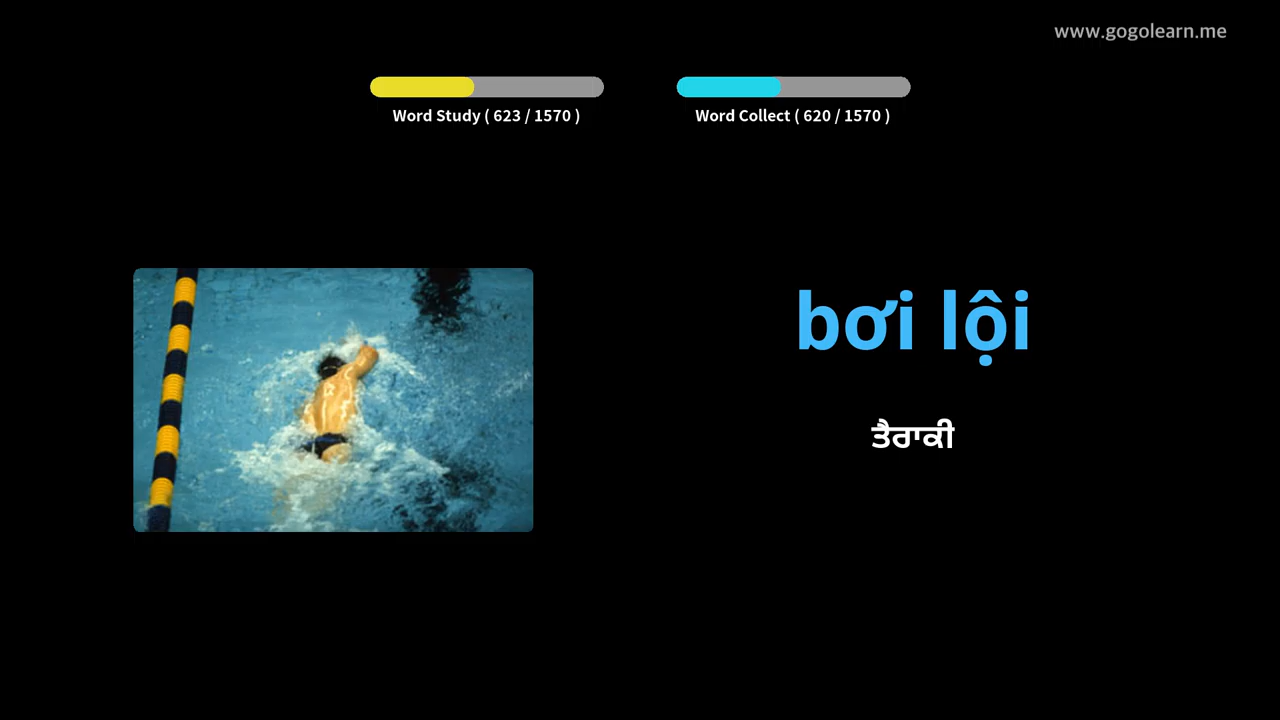 www.gogolearn.me
Word Study ( 623 / 1570 )
Word Collect ( 620 / 1570 )
bơi lội
ਤੈਰਾਕੀ